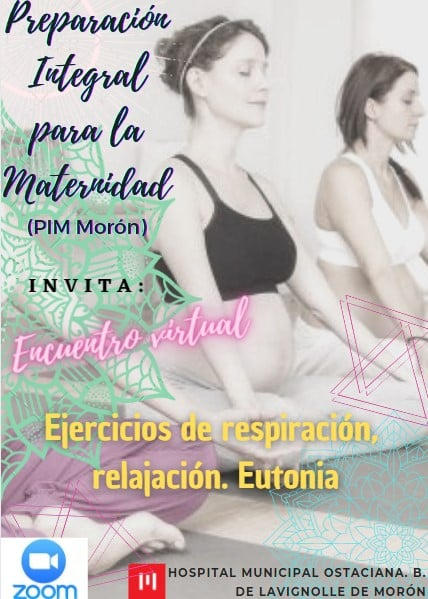 Preparación
Integral
para la
Maternidad
(PIM Morón)
INVITA:
Encuentro virtual
Ejercicios de respiración,
relajación. Eutonia
zoom
HOSPITAL MUNICIPAL OSTACIANA. B.
DE LAVIGNOLLE DE MORÓN